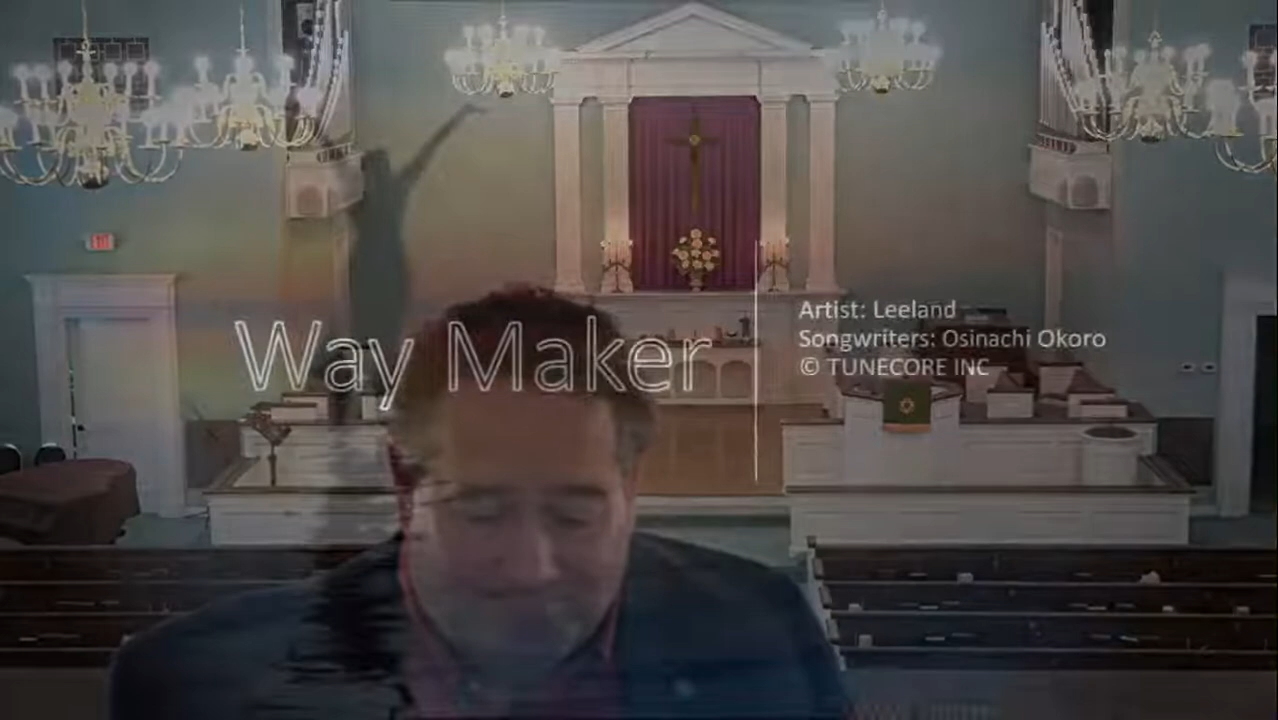 Way Maker
Artist: Leeland
Songwriters: Osinachi Okoro
© TUNECORE INC